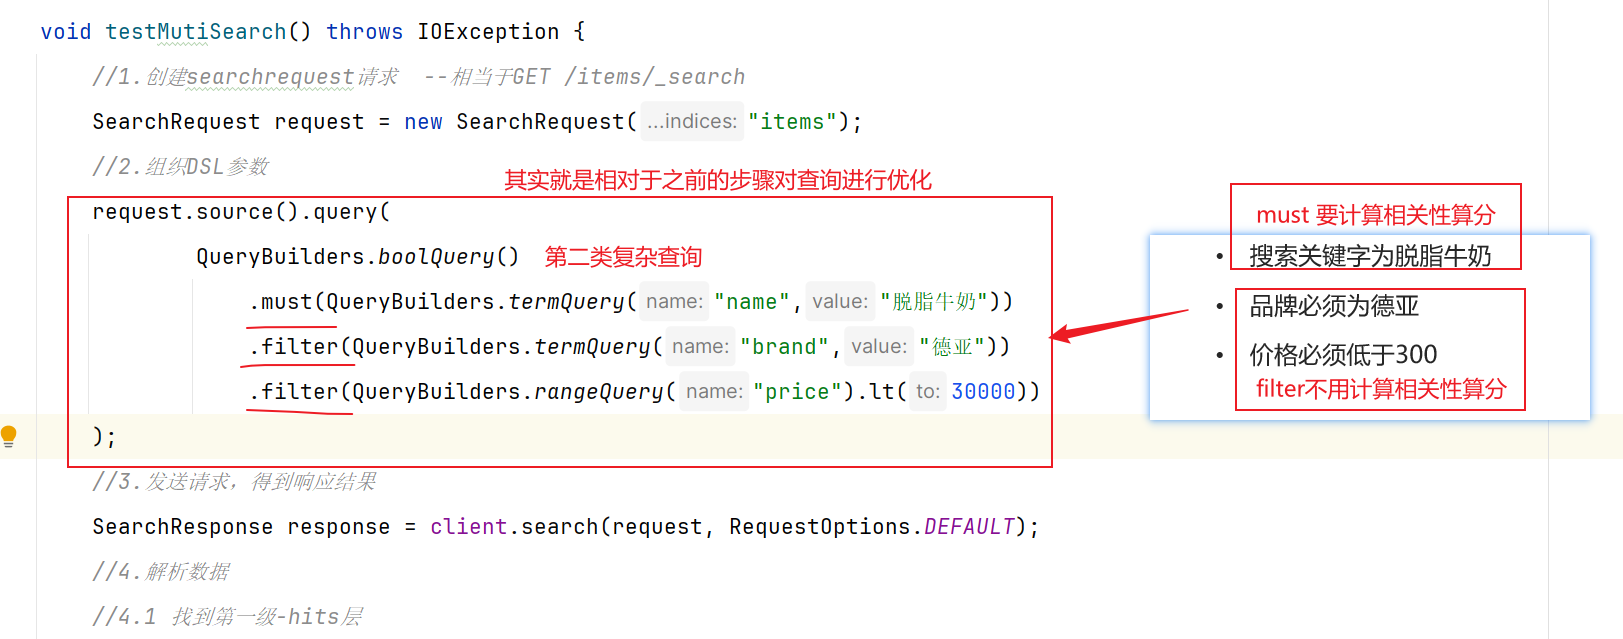 void testMutiSearch() throws IOException {
//1.创建searchrequest请求  --相当于GET /items/_search
SearchRequest request = new SearchRequest( ...indices: "items");
//2.组织DSL参数
其实就是相对于之前的步骤对查询进行优化
request.source().query(
QueryBuilders.boolQuery() 第二类复杂查询
.must(QueryBuilders.termQuery( name: "name", value: "脱脂牛奶"))
.filter(QueryBuilders.termQuery( name: "brand", value: "德亚"))
.filter(QueryBuilders.rangeQuery( name: "price").lt( to: 30000))
);
//3.发送请求，得到响应结果
SearchResponse response = client.search(request, RequestOptions.DEFAULT);
//4.解析数据
//4.1 找到第一级-hits层
must 要计算相关性算分
• 搜索关键字为脱脂牛奶
• 品牌必须为德亚
• 价格必须低于300
filter不用计算相关性算分